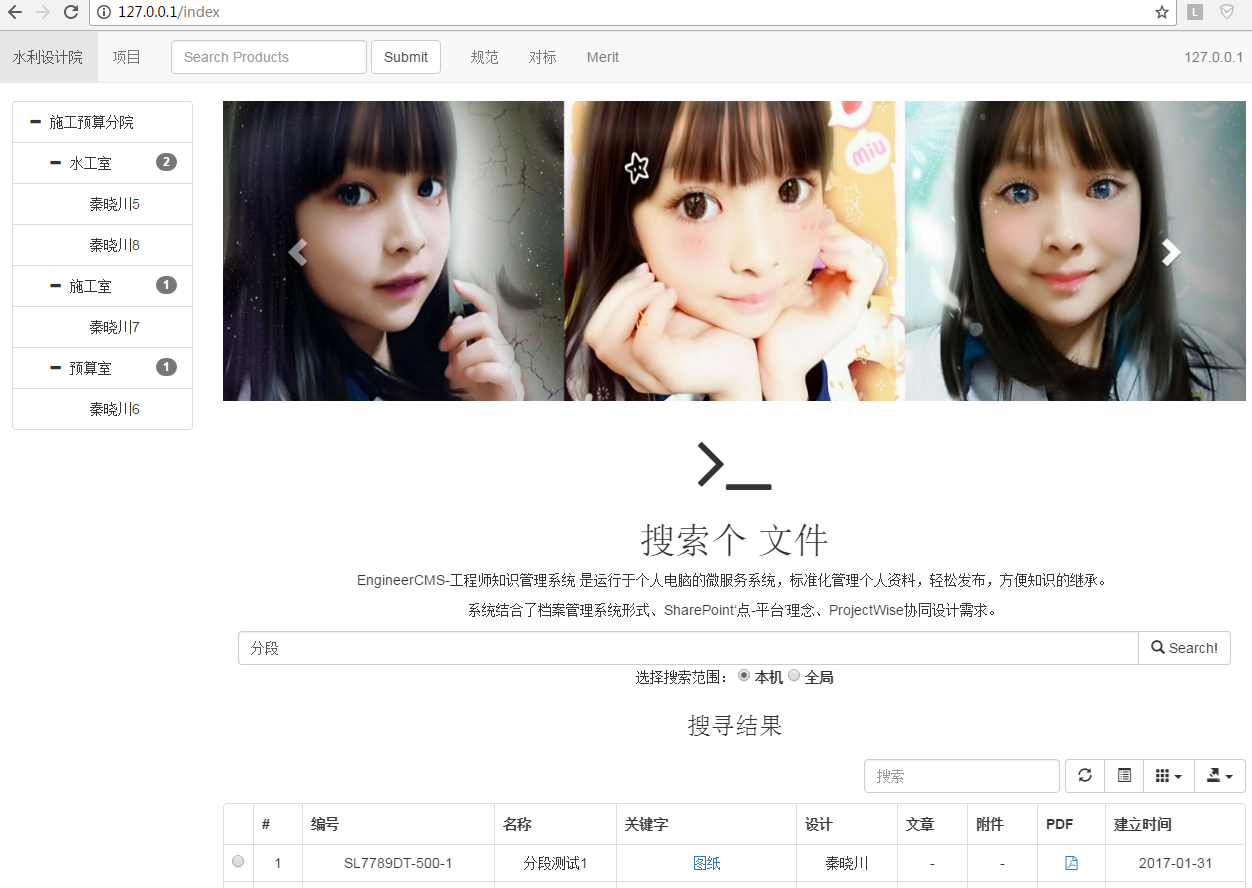 127.0.0.1/index
L
水利设计院 项目 Search Products Submit 规范 对标 Merit 127.0.0.1
施工预算分院
水工室 2
秦晓川5
秦晓川8
施工室 1
秦晓川7
预算室 1
秦晓川6
miu
>_
搜索个 文件
EngineerCMS-工程师知识管理系统 是运行于个人电脑的微服务系统，标准化管理个人资料，轻松发布，方便知识的继承。
系统结合了档案管理系统形式、SharePoint‘点-平台’理念、ProjectWise协同设计需求。
分段 Search!
选择搜索范围： 本机 全局
搜寻结果
搜索
# 编号 名称 关键字 设计 文章 附件 PDF 建立时间
1 SL7789DT-500-1 分段测试1 图纸 秦晓川 - - 2017-01-31